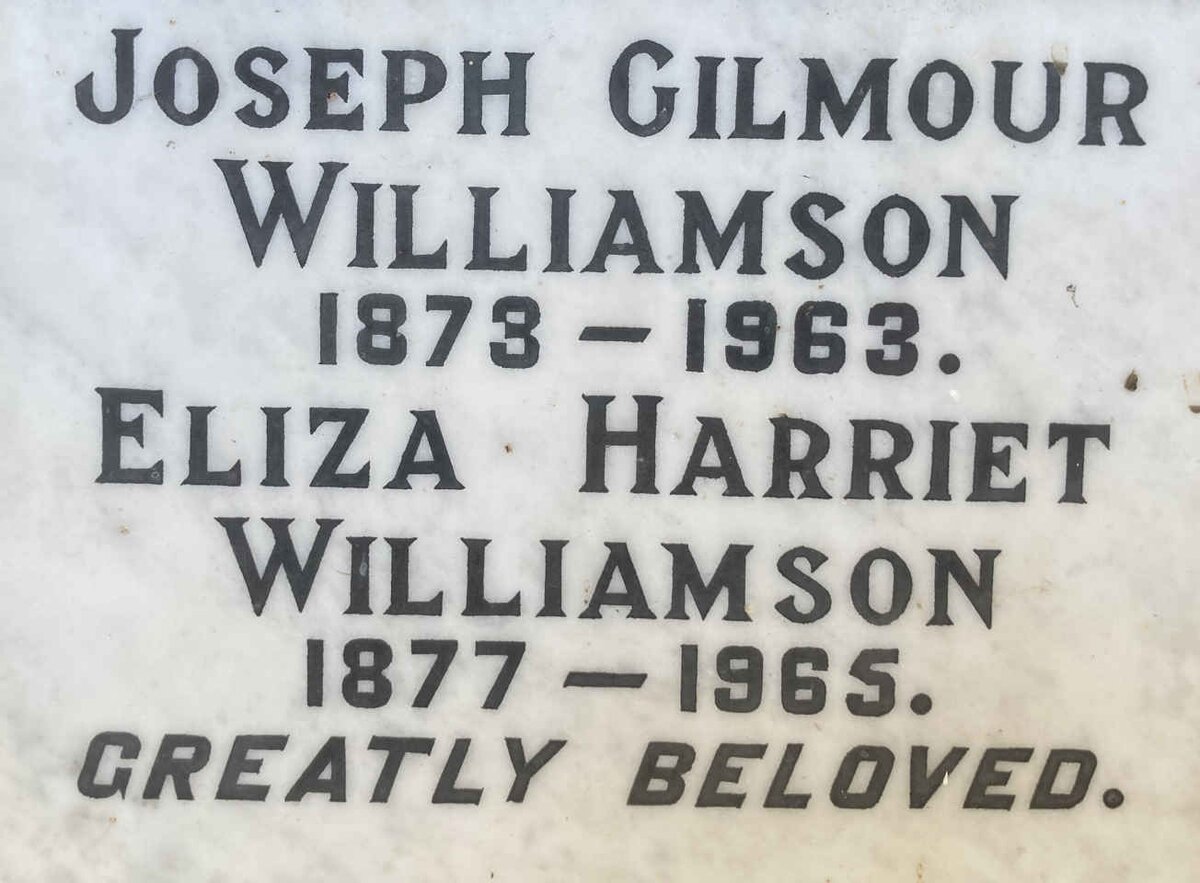 JOSEPH GILMOUR
WILLIAMSON
1873 – 1963.
ELIZA HARRIET
WILLIAMSON
1877 – 1965.
GREATLY BELOVED.